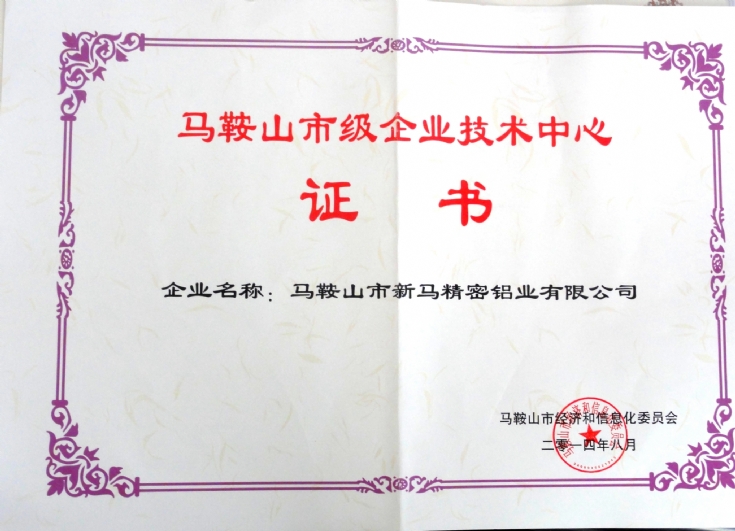 马鞍山市级企业技术中心
证 书
企业名称：马鞍山市新马精密铝业有限公司
马鞍山市经济和信息化委员会
二零一四年八月